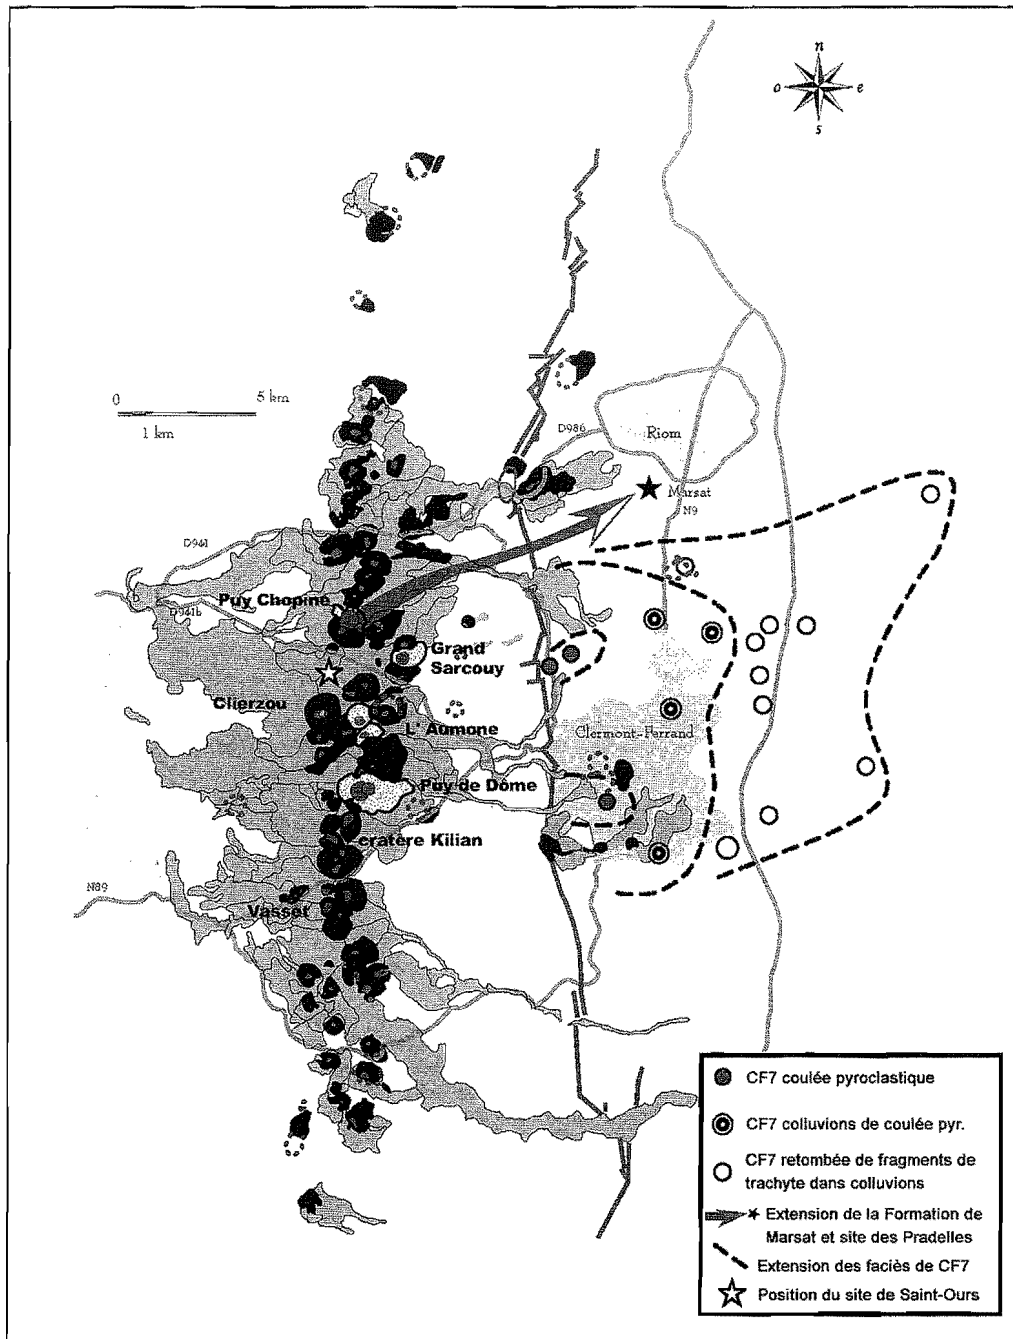 n
o e
s
0 5 km
1 km
D986
Riom
Marsat
N9
D941
D941b
Puy Chopine
Grand
Sarcouy
Clierzou
L' Aumone
Clermont-Ferrand
Puy de Dôme
cratère Kilian
N89
Vasset
CF7 coulée pyroclastique
CF7 colluvions de coulée pyr.
CF7 retombée de fragments de
trachyte dans colluvions
Extension de la Formation de
Marsat et site des Pradelles
Extension des faciès de CF7
Position du site de Saint-Ours